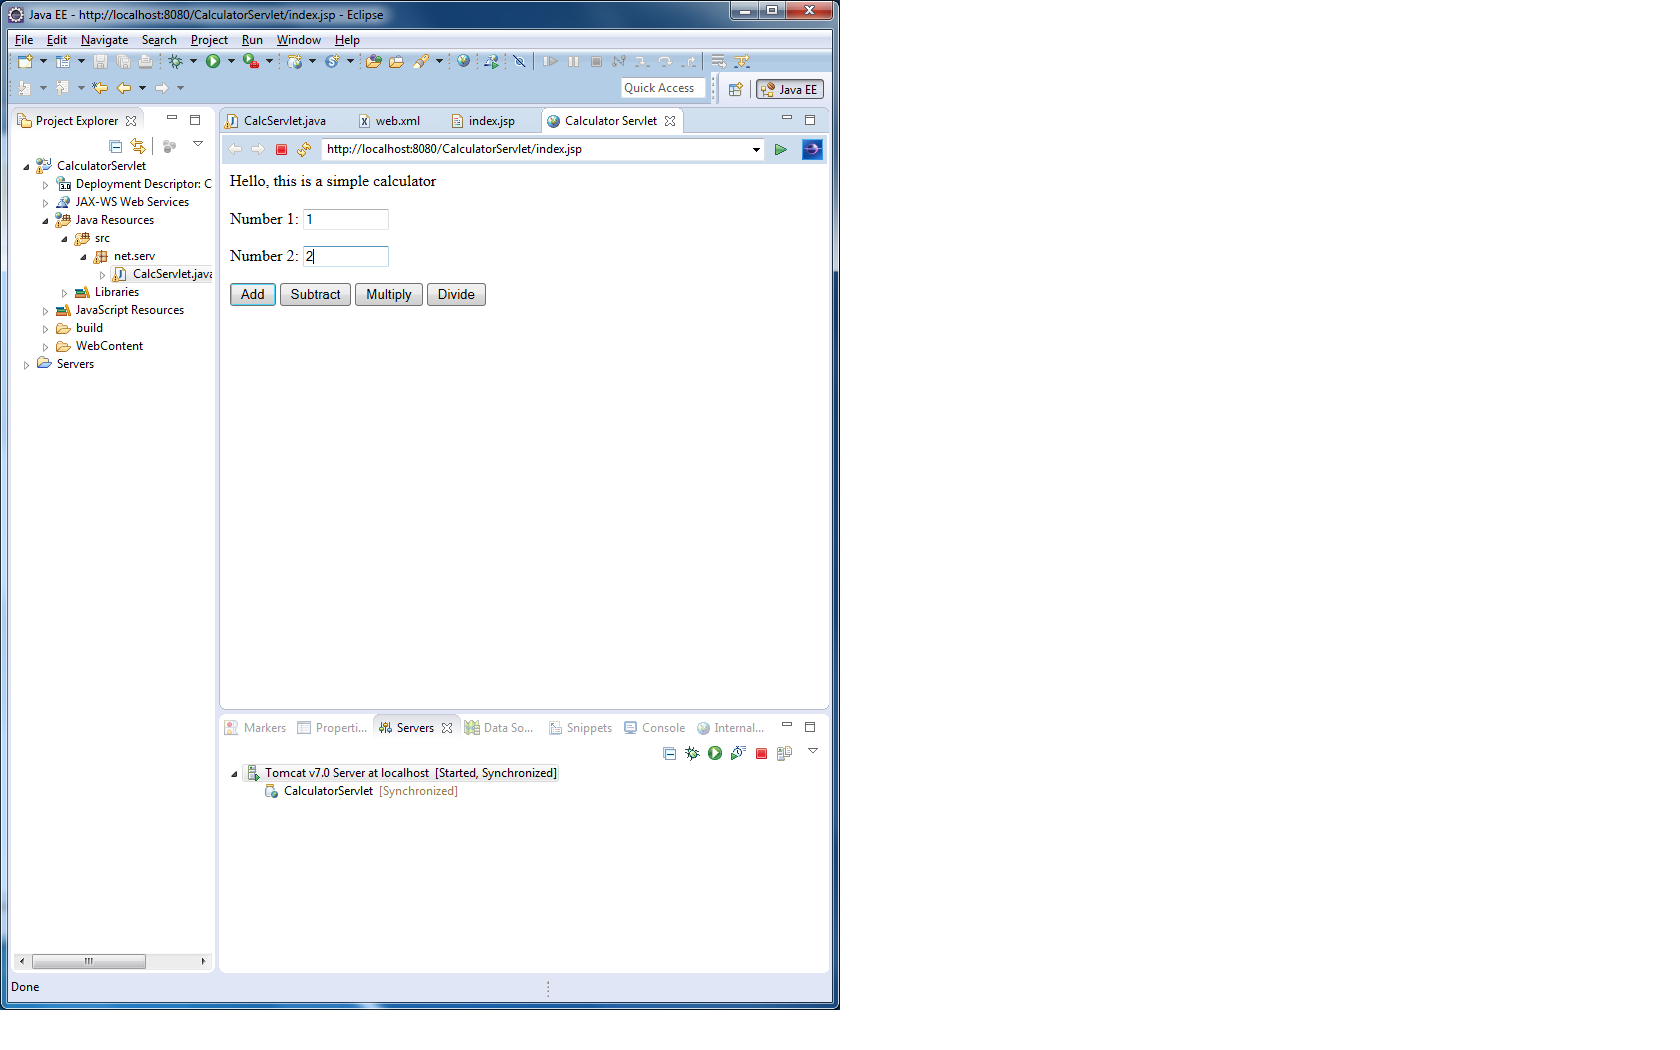 Java EE - http://localhost:8080/CalculatorServlet/index.jsp - Eclipse
File Edit Navigate Search Project Run Window Help
Quick Access
Java EE
Project Explorer
CalculatorServlet
Deployment Descriptor: C
JAX-WS Web Services
Java Resources
src
net.serv
CalcServlet.java
Libraries
JavaScript Resources
build
WebContent
Servers
CalcServlet.java web.xml index.jsp Calculator Servlet
http://localhost:8080/CalculatorServlet/index.jsp
Hello, this is a simple calculator
Number 1: 1
Number 2: 2
Add Subtract Multiply Divide
Markers Properti... Servers Data So... Snippets Console Internal...
Tomcat v7.0 Server at localhost [Started, Synchronized]
CalculatorServlet [Synchronized]
Done